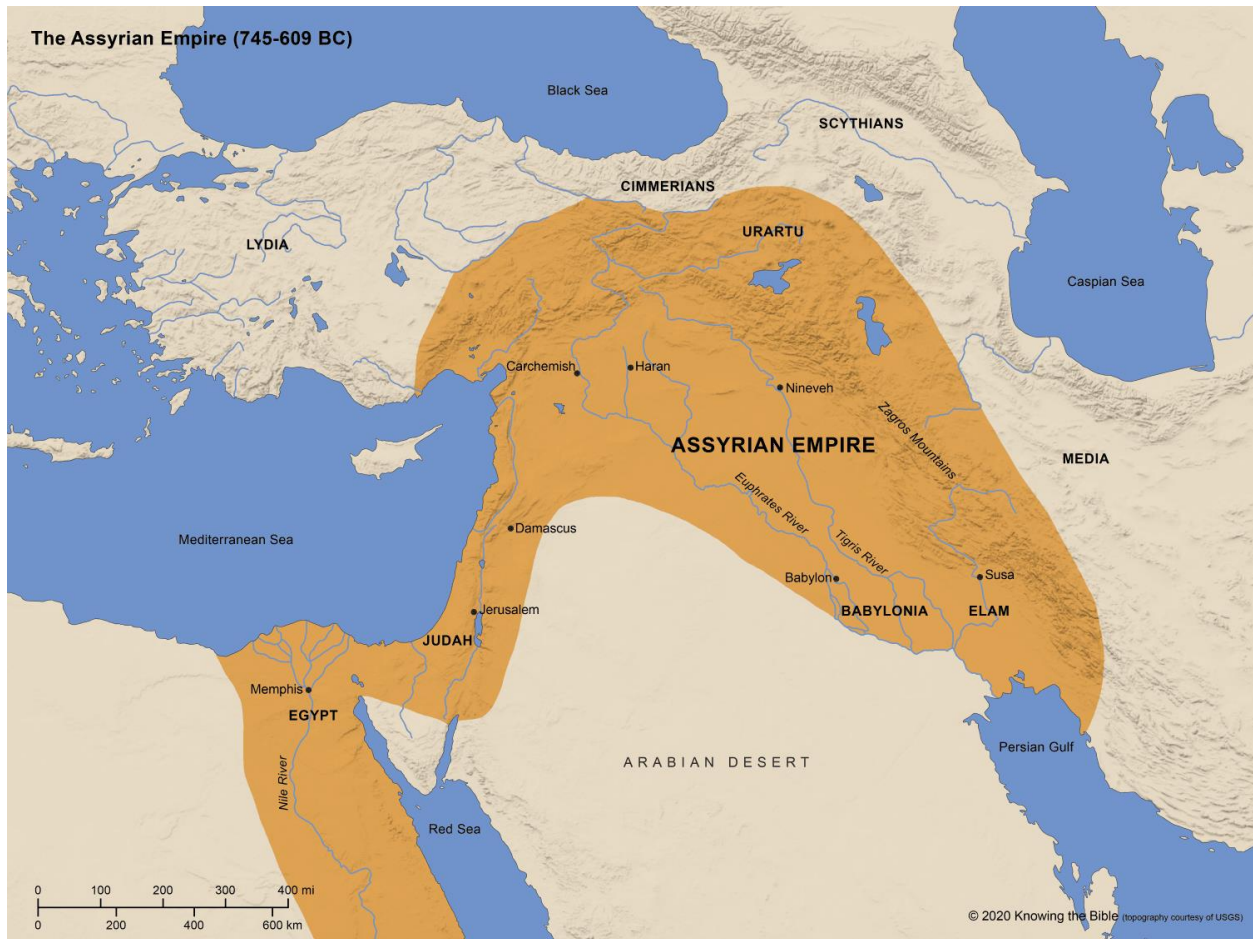 The Assyrian Empire (745-609 BC)
Black Sea
SCYTHIANS
CIMMERIANS
URARTU
LYDIA
Caspian Sea
Carchemish
Haran
Nineveh
Zagros Mountains
ASSYRIAN EMPIRE
MEDIA
Euphrates River
Damascus
Mediterranean Sea
Tigris River
Babylon
Susa
Jerusalem
BABYLONIA
ELAM
JUDAH
Memphis
EGYPT
Persian Gulf
ARABIAN DESERT
Nile River
Red Sea
0 100 200 300 400 mi
0 200 400 600 km
© 2020 Knowing the Bible (topography courtesy of USGS)